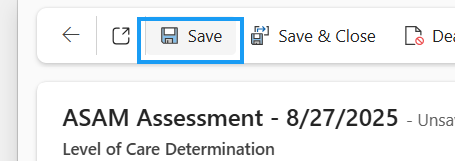 Save Save & Close
ASAM Assessment - 8/27/2025
Level of Care Determination